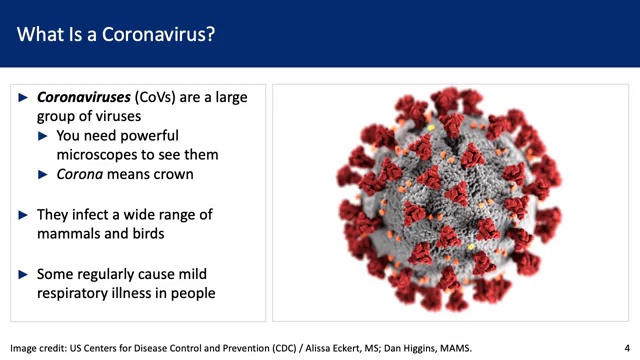 What Is a Coronavirus?
► Coronaviruses (CoVs) are a large
group of viruses
► You need powerful
microscopes to see them
► Corona means crown
► They infect a wide range of
mammals and birds
► Some regularly cause mild
respiratory illness in people
Image credit: US Centers for Disease Control and Prevention (CDC) / Alissa Eckert, MS; Dan Higgins, MAMS.
4